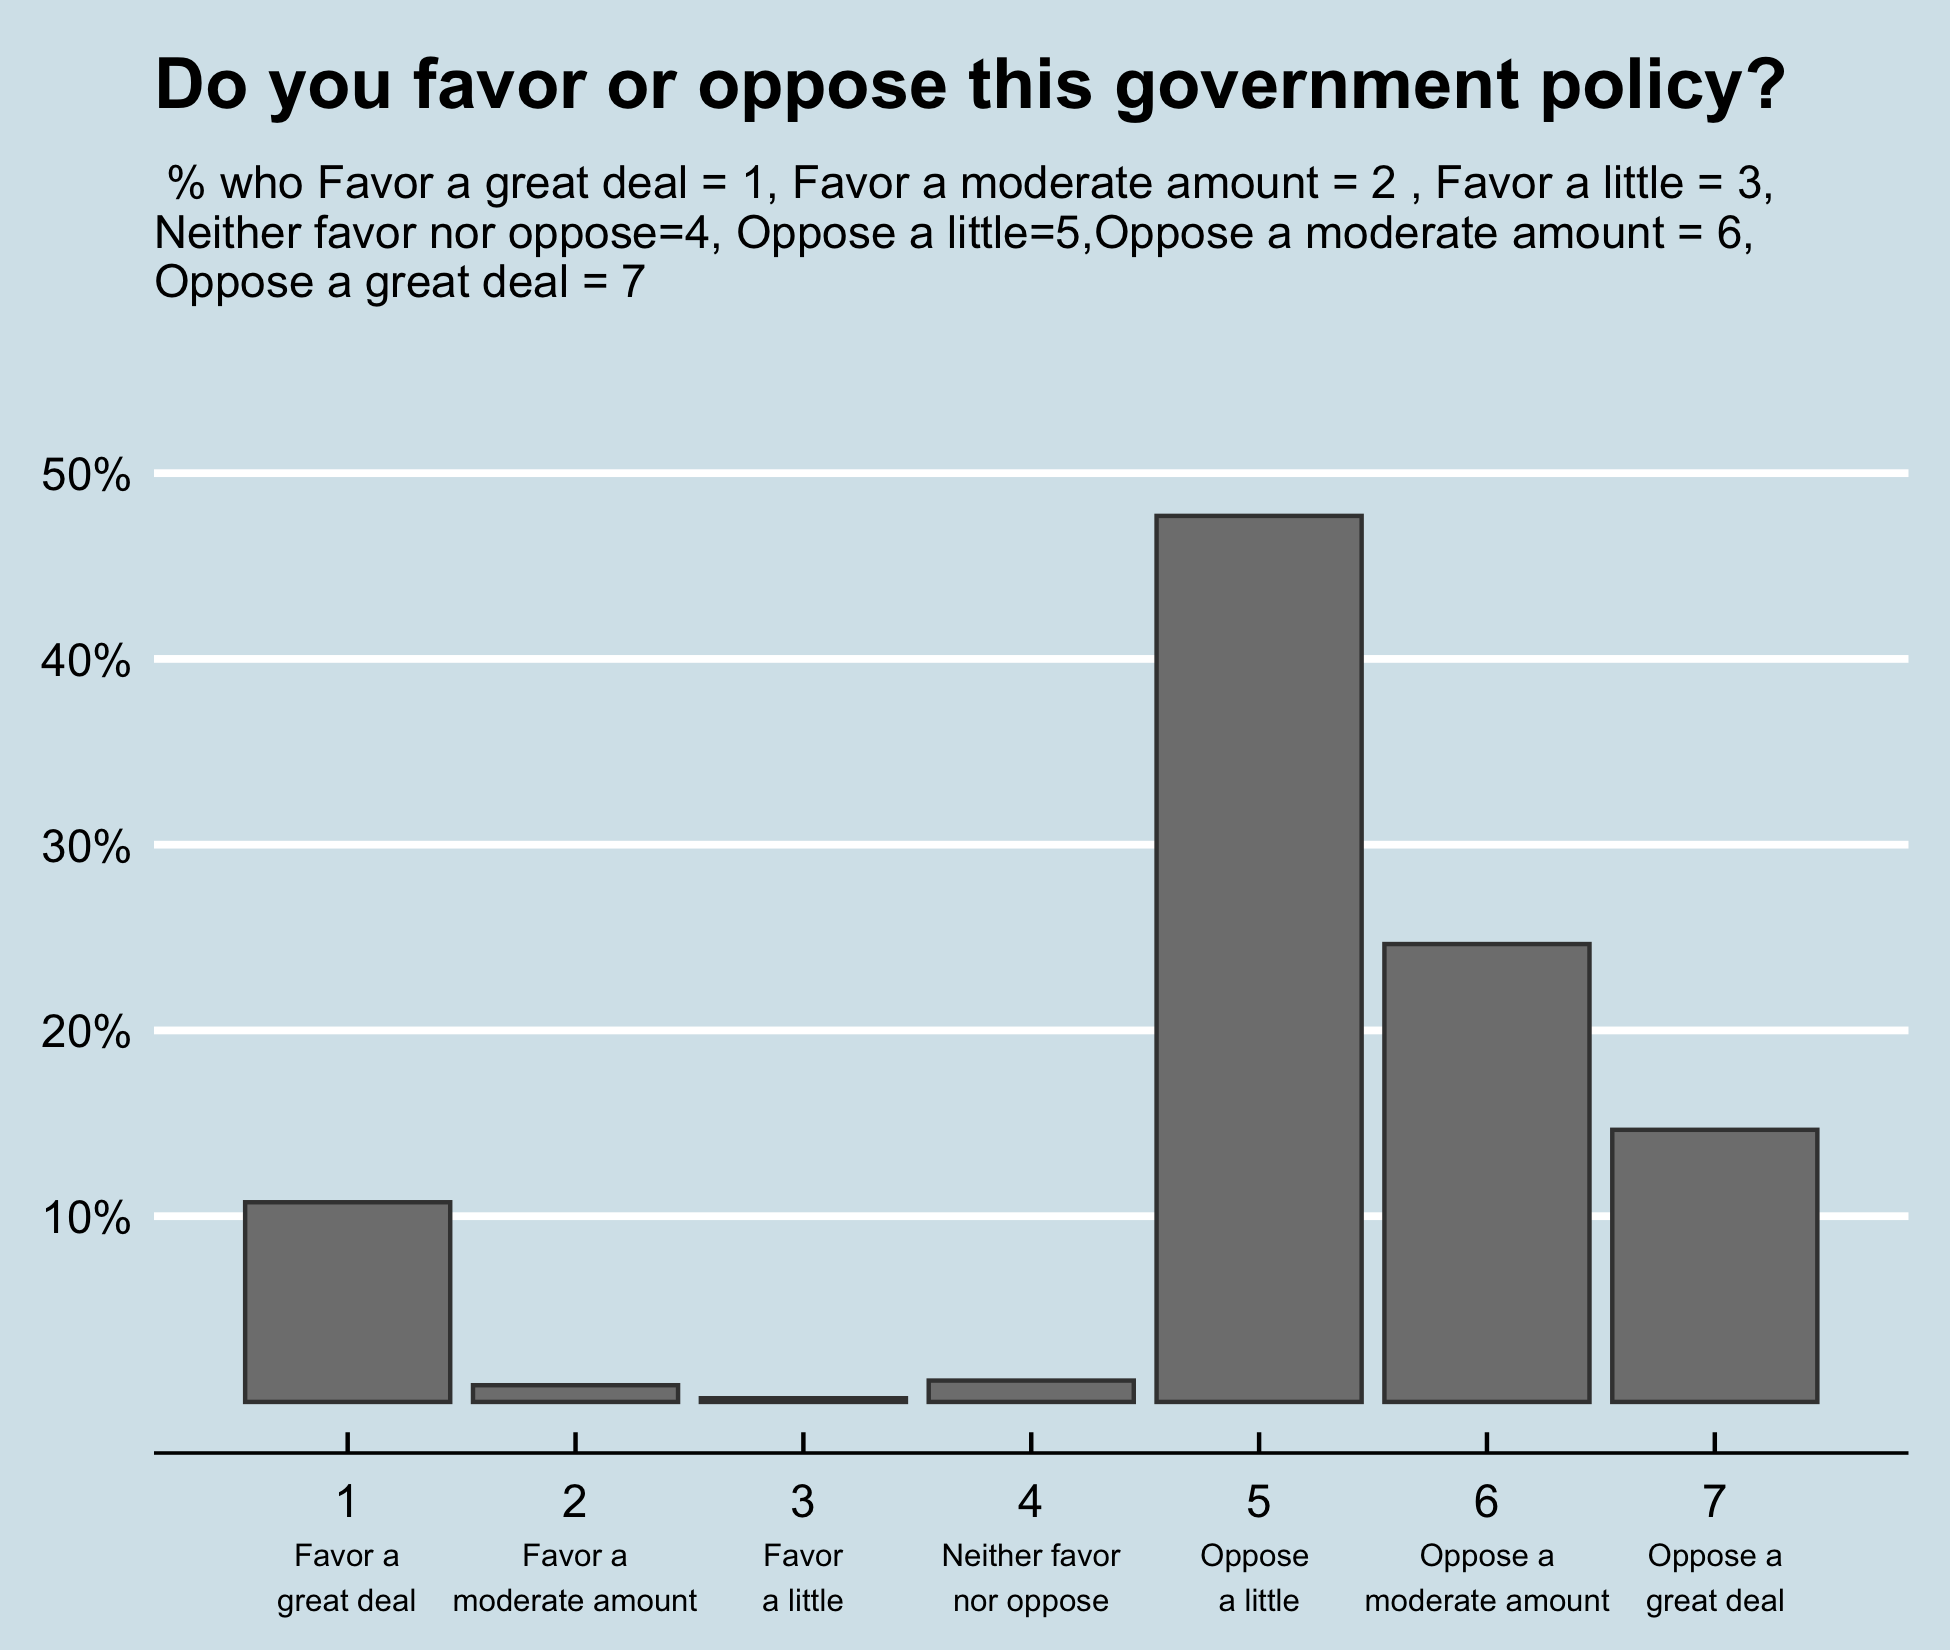 Do you favor or oppose this government policy?
% who Favor a great deal = 1, Favor a moderate amount = 2 , Favor a little = 3,
Neither favor nor oppose=4, Oppose a little=5,Oppose a moderate amount = 6,
Oppose a great deal = 7
50%
40%
30%
20%
10%
1 2 3 4 5 6 7
Favor a Favor a Favor Neither favor Oppose Oppose a Oppose a
great deal moderate amount a little nor oppose a little moderate amount great deal